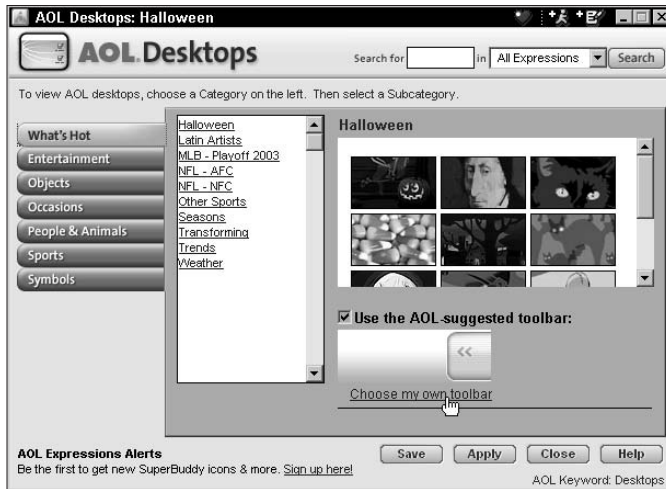 AOL Desktops: Halloween
AOL Desktops
Search for in All Expressions Search
To view AOL desktops, choose a Category on the left. Then select a Subcategory.
What's Hot
Entertainment
Objects
Occasions
People & Animals
Sports
Symbols
Halloween
Latin Artists
MLB - Playoff 2003
NFL - AFC
NFL - NFC
Other Sports
Seasons
Transforming
Trends
Weather
Halloween
Use the AOL-suggested toolbar:
Choose my own toolbar
AOL Expressions Alerts
Be the first to get new SuperBuddy icons & more. Sign up here!
Save Apply Close Help
AOL Keyword: Desktops